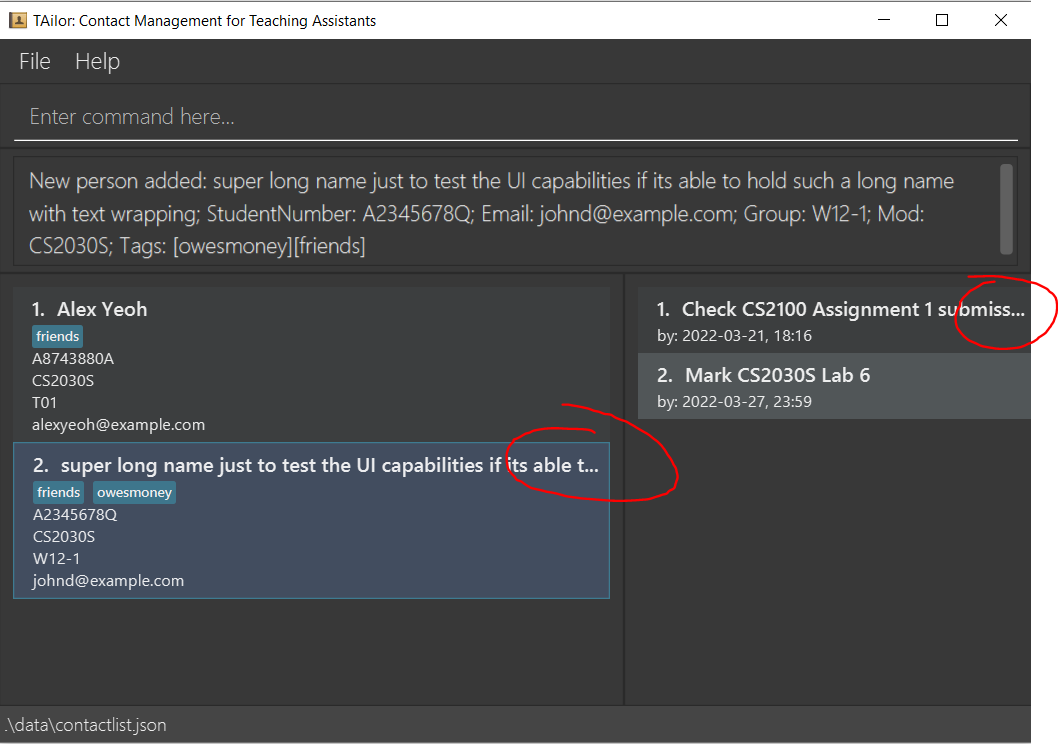 TAilor: Contact Management for Teaching Assistants
File Help
Enter command here...
New person added: super long name just to test the UI capabilities if its able to hold such a long name
with text wrapping; StudentNumber: A2345678Q; Email: johnd@example.com; Group: W12-1; Mod:
CS2030S; Tags: [owesmoney][friends]
1. Alex Yeoh
friends
A8743880A
CS2030S
T01
alexyeoh@example.com
2. super long name just to test the UI capabilities if its able t...
friends owesmoney
A2345678Q
CS2030S
W12-1
johnd@example.com
1. Check CS2100 Assignment 1 submiss...
by: 2022-03-21, 18:16
2. Mark CS2030S Lab 6
by: 2022-03-27, 23:59
.\data\contactlist.json